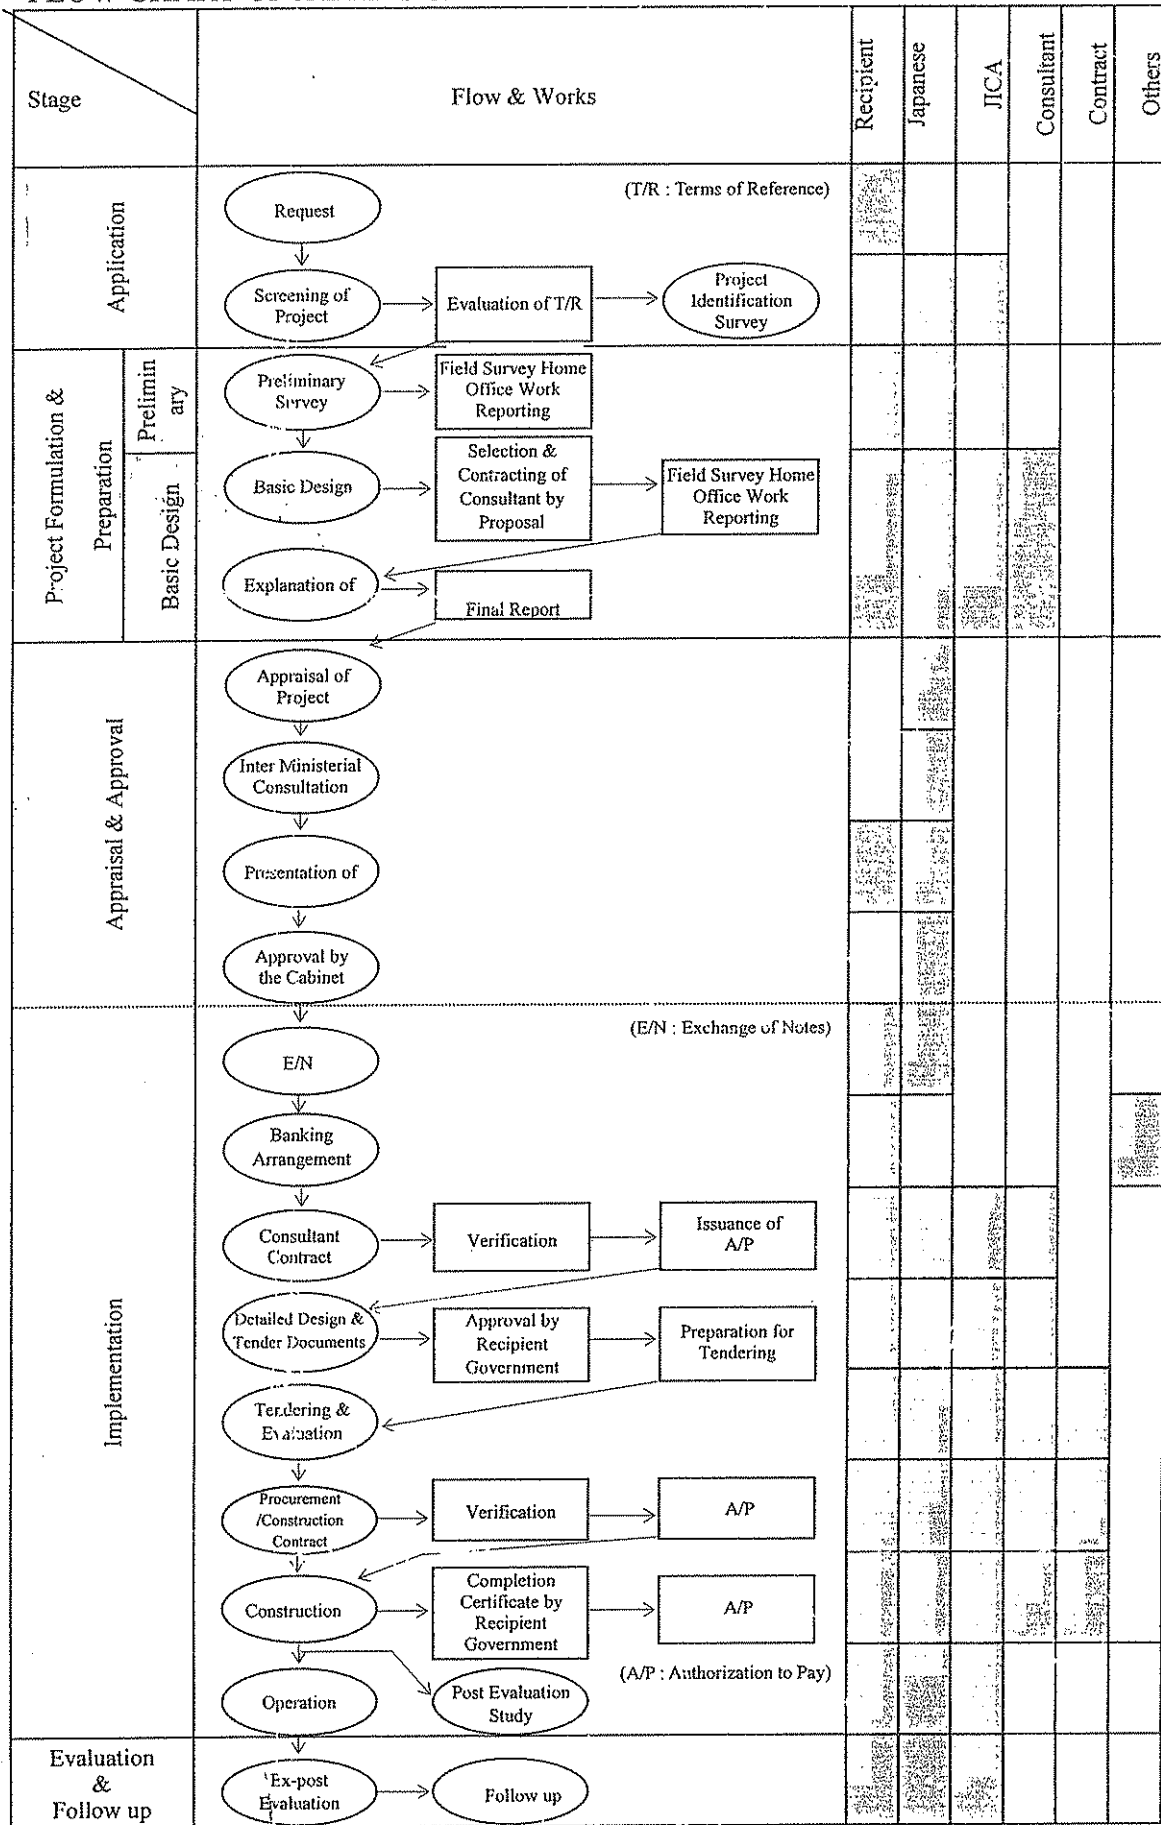 Stage
Flow & Works
Recipient
Japanese
JICA
Consultant
Contract
Others
Application
(T/R : Terms of Reference)
Request
Screening of
Project
Evaluation of T/R
Project
Identification
Survey
Project Formulation &
Preparation
Prelimin
ary
Preliminary
Survey
Field Survey Home
Office Work
Reporting
Basic Design
Basic Design
Selection &
Contracting of
Consultant by
Proposal
Field Survey Home
Office Work
Reporting
Explanation of
Final Report
Appraisal & Approval
Appraisal of
Project
Inter Ministerial
Consultation
Presentation of
Approval by
the Cabinet
Implementation
(E/N : Exchange of Notes)
E/N
Banking
Arrangement
Consultant
Contract
Verification
Issuance of
A/P
Detailed Design &
Tender Documents
Approval by
Recipient
Government
Preparation for
Tendering
Tendering &
Evaluation
Procurement
/Construction
Contract
Verification
A/P
Construction
Completion
Certificate by
Recipient
Government
A/P
(A/P : Authorization to Pay)
Operation
Post Evaluation
Study
Evaluation
&
Follow up
Ex-post
Evaluation
Follow up